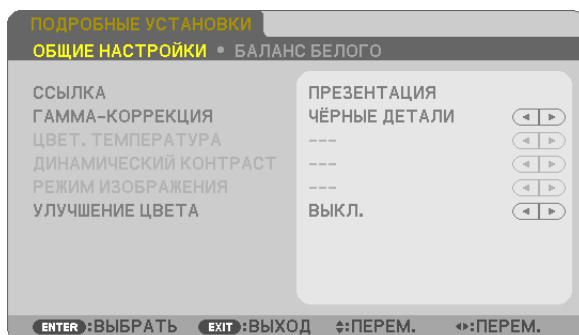 ПОДРОБНЫЕ УСТАНОВКИ
ОБЩИЕ НАСТРОЙКИ • БАЛАНС БЕЛОГО
ССЫЛКА ПРЕЗЕНТАЦИЯ
ГАММА-КОРРЕКЦИЯ ЧЁРНЫЕ ДЕТАЛИ
ЦВЕТ. ТЕМПЕРАТУРА ---
ДИНАМИЧЕСКИЙ КОНТРАСТ ---
РЕЖИМ ИЗОБРАЖЕНИЯ ---
УЛУЧШЕНИЕ ЦВЕТА ВЫКЛ.
ENTER:ВЫБРАТЬ EXIT:ВЫХОД :ПЕРЕМ. :ПЕРЕМ.